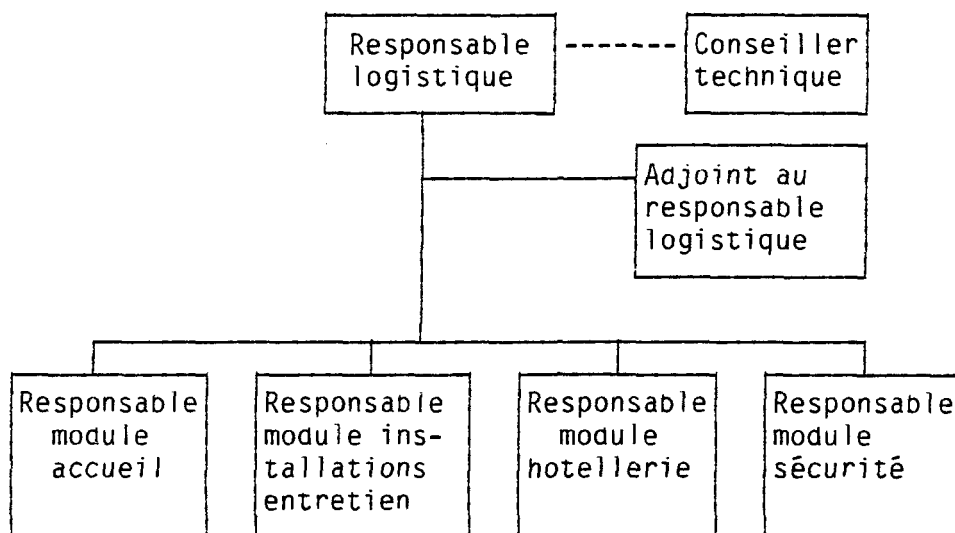 Responsable
logistique
Conseiller
technique
Adjoint au
responsable
logistique
Responsable
module
accueil
Responsable
module ins-
tallations
entretien
Responsable
module
hotellerie
Responsable
module
sécurité